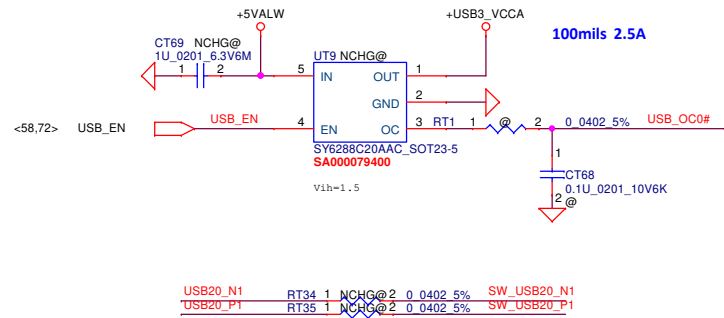 +5VALW
+USB3_VCCA
100mils 2.5A
CT69 NCHG@
1U_0201_6.3V6M
1 2
UT9 NCHG@
5 IN OUT 1
GND 2
<58,72> USB_EN USB_EN 4 EN OC 3 RT1 1 @ 2 0_0402_5% USB_OC0#
SY6288C20AAC_SOT23-5
SA000079400
Vih=1.5
1
CT68
0.1U_0201_10V6K
2 @
USB20_N1 RT34 1 NCHG@ 2 0_0402_5% SW_USB20_N1
USB20_P1 RT35 1 NCHG@ 2 0_0402_5% SW_USB20_P1